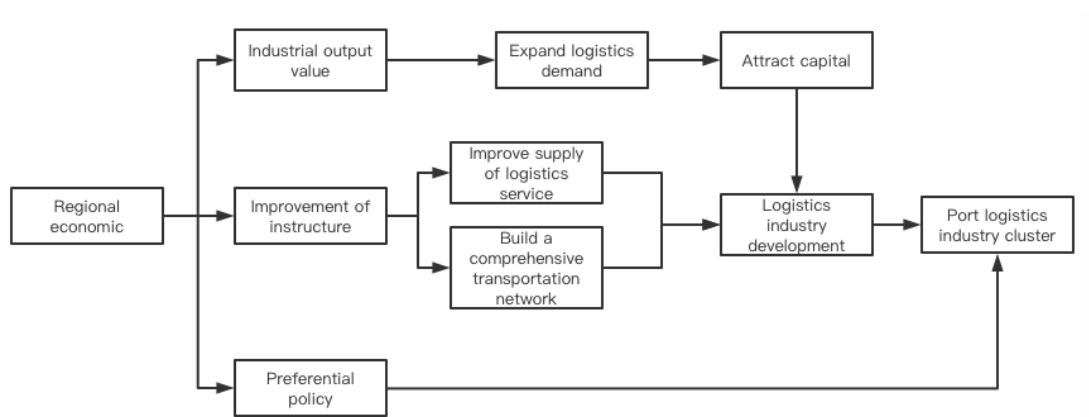 Industrial output
value
Expand logistics
demand
Attract capital
Improve supply
of logistics
service
Regional
economic
Improvement of
instructure
Logistics
industry
development
Port logistics
industry cluster
Build a
comprehensive
transportation
network
Preferential
policy